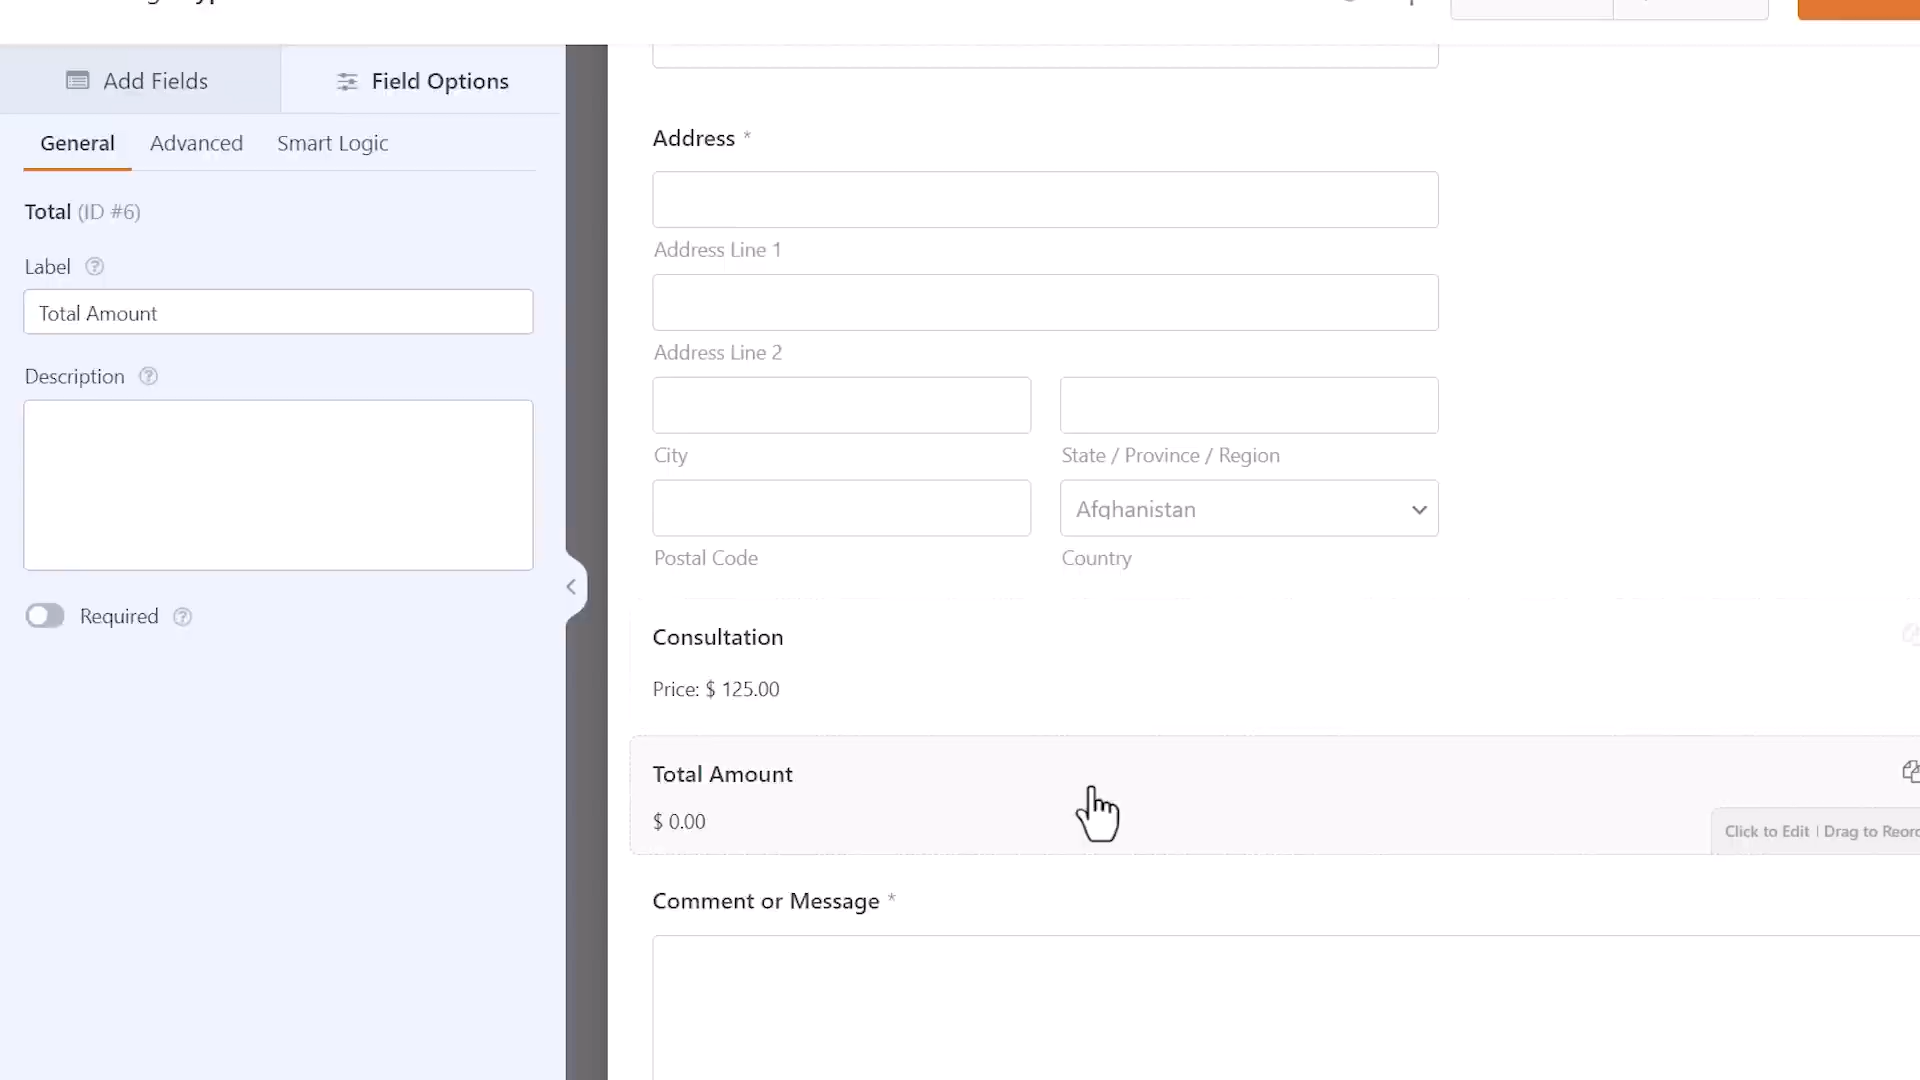 Add Fields
Field Options
General
Advanced
Smart Logic
Total (ID #6)
Label
Total Amount
Description
Required
Address *
Address Line 1
Address Line 2
City
State / Province / Region
Afghanistan
Postal Code
Country
Consultation
Price: $ 125.00
Total Amount
$ 0.00
Click to Edit | Drag to Reord
Comment or Message *